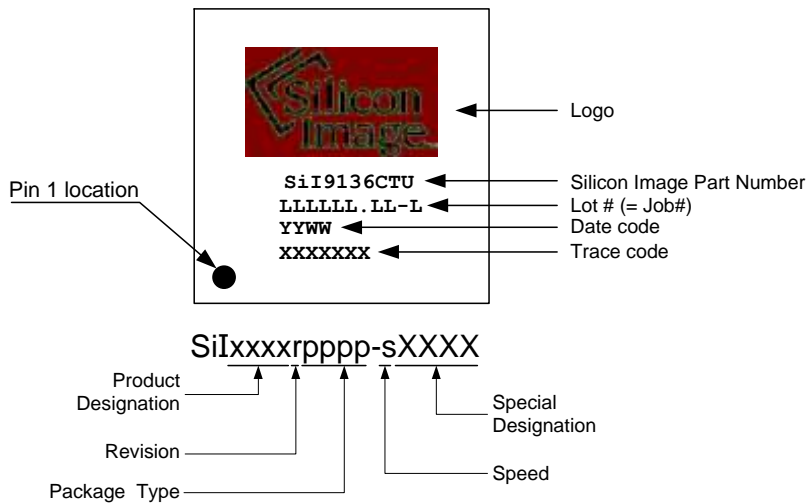 Silicon
Image
Logo
Pin 1 location
SiI9136CTU
Silicon Image Part Number
LLLLLL.LL-L
Lot # (= Job#)
YYWW
Date code
XXXXXXX
Trace code
SiIxxxxrpppp-sXXXX
Product
Designation
Special
Designation
Revision
Speed
Package Type